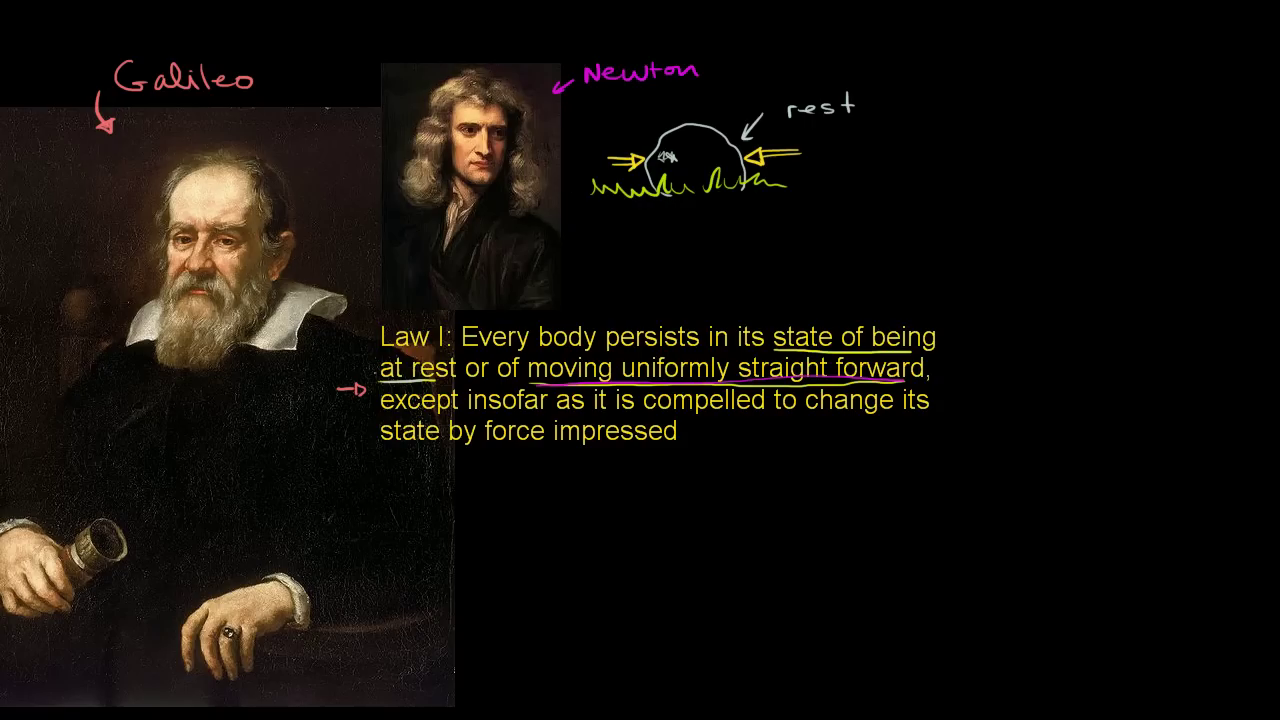 Galileo
Newton
rest
Law I: Every body persists in its state of being
at rest or of moving uniformly straight forward,
except insofar as it is compelled to change its
state by force impressed